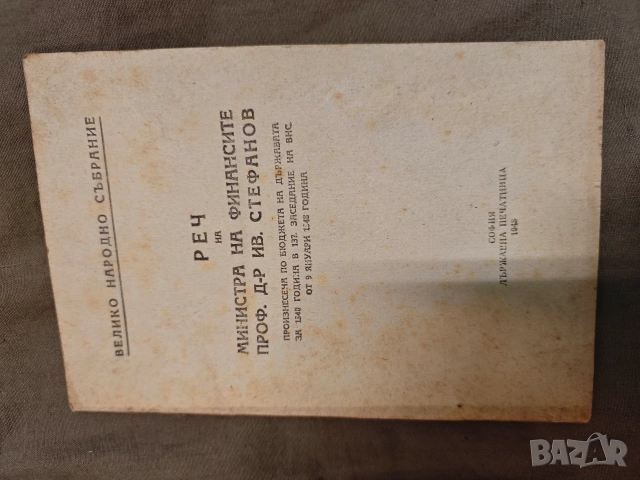 ВЕЛИКО НАРОДНО СЪБРАНИЕ
РЕЧ
НА
МИНИСТРА НА ФИНАНСИТЕ
ПРОФ. Д-Р ИВ. СТЕФАНОВ
ПРОИЗНЕСЕНА ПО БЮДЖЕТА НА ДЪРЖАВАТА
ЗА 1948 ГОДИНА В 137. ЗАСЕДАНИЕ НА ВНС.
ОТ 9 ЯНУАРИ 1948 ГОДИНА
СОФИЯ
ДЪРЖАВНА ПЕЧАТНИЦА
1948
BAZAR